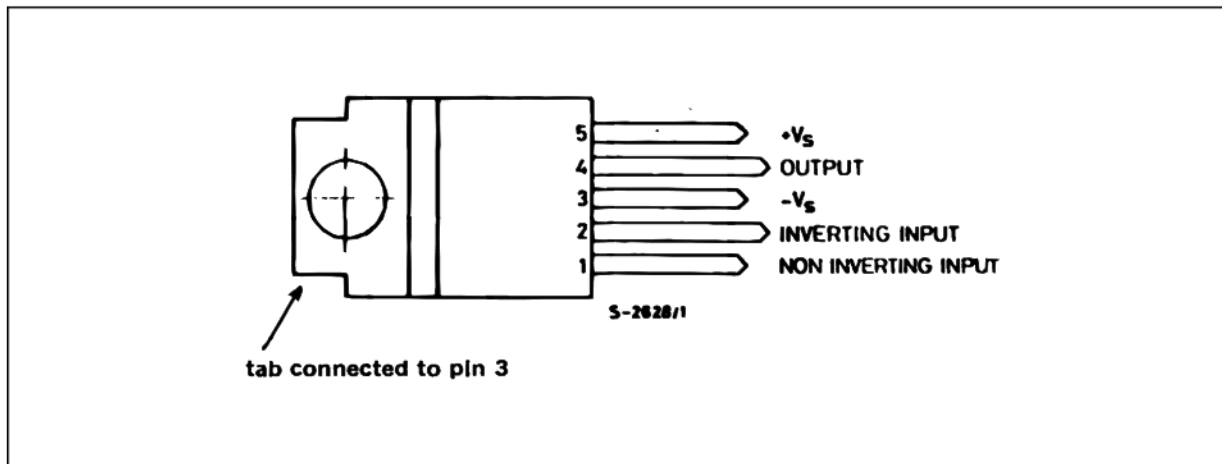 5 +Vs
4 OUTPUT
3 -Vs
2 INVERTING INPUT
1 NON INVERTING INPUT
S-2628/1
tab connected to pin 3